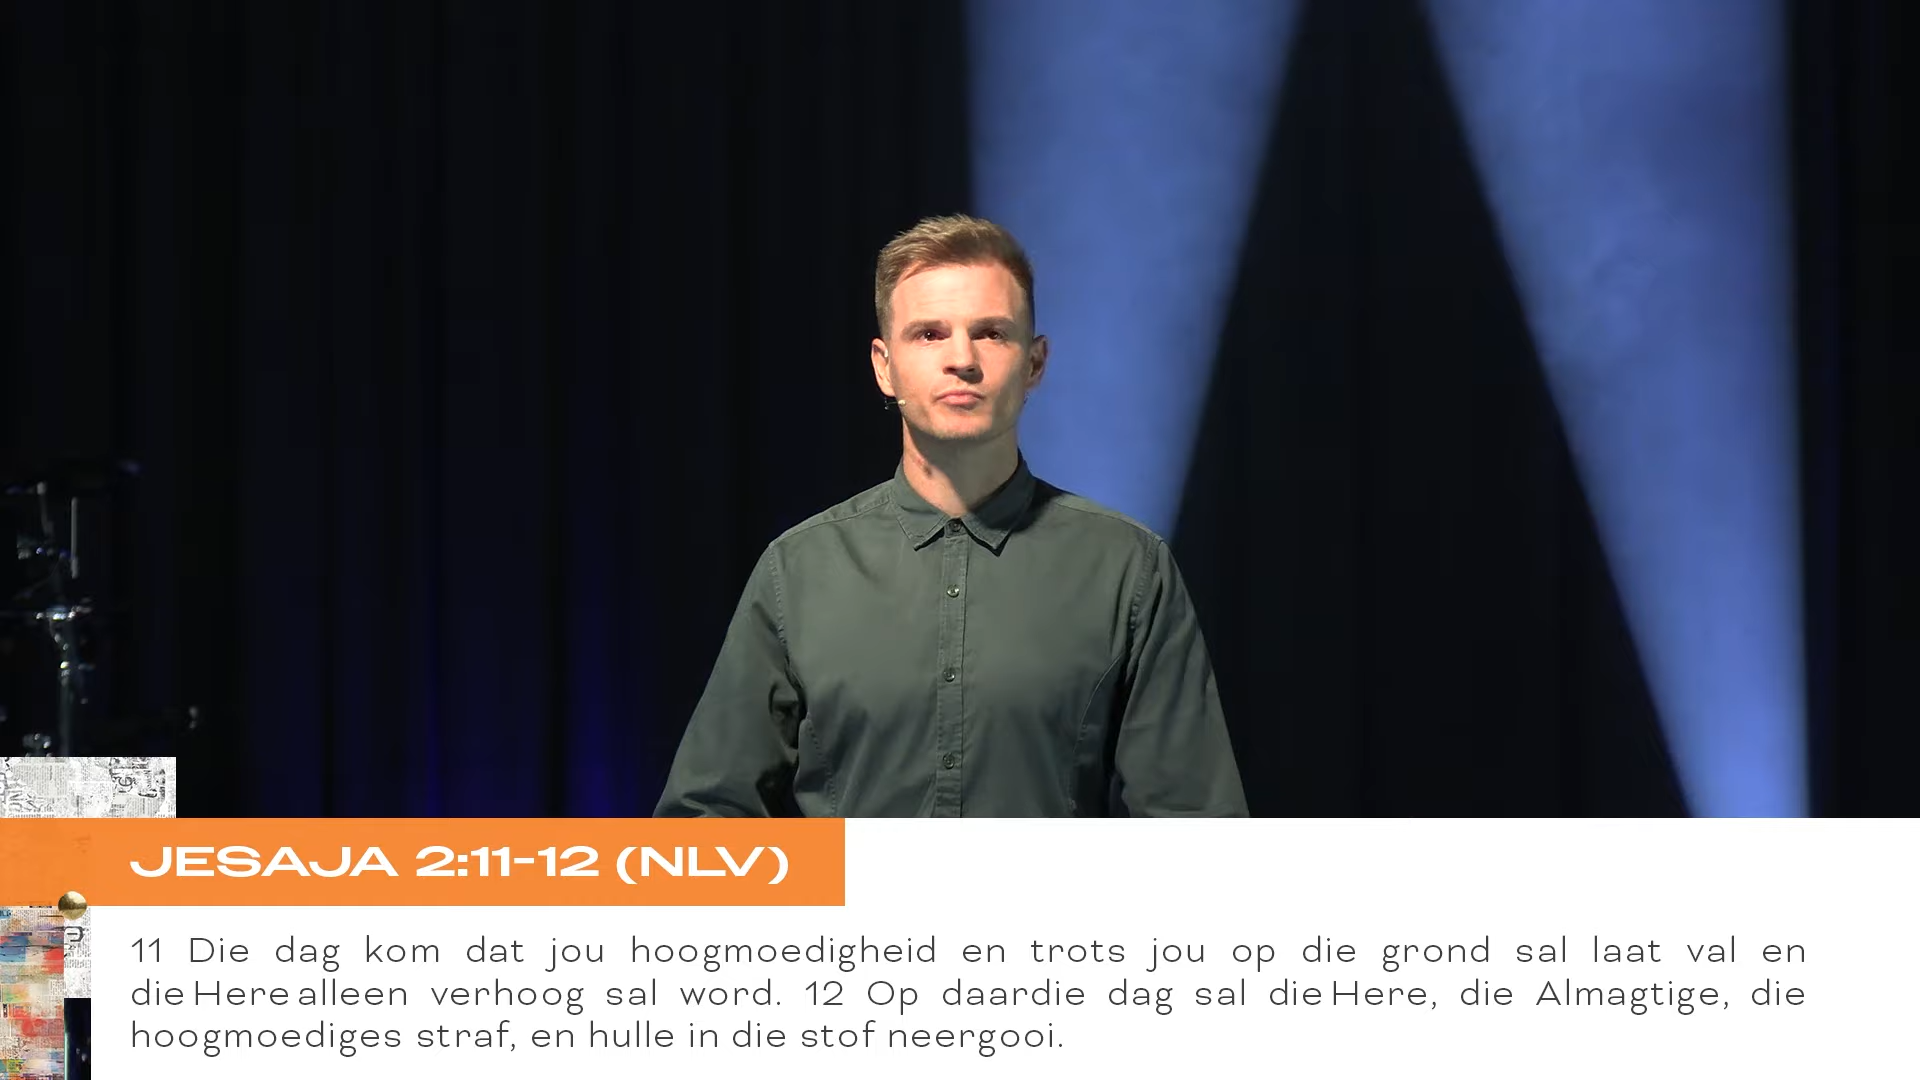 JESAJA 2:11-12 (NLV)
11 Die dag kom dat jou hoogmoedigheid en trots jou op die grond sal laat val en
die Here alleen verhoog sal word. 12 Op daardie dag sal die Here, die Almagtige, die
hoogmoediges straf, en hulle in die stof neergooi.